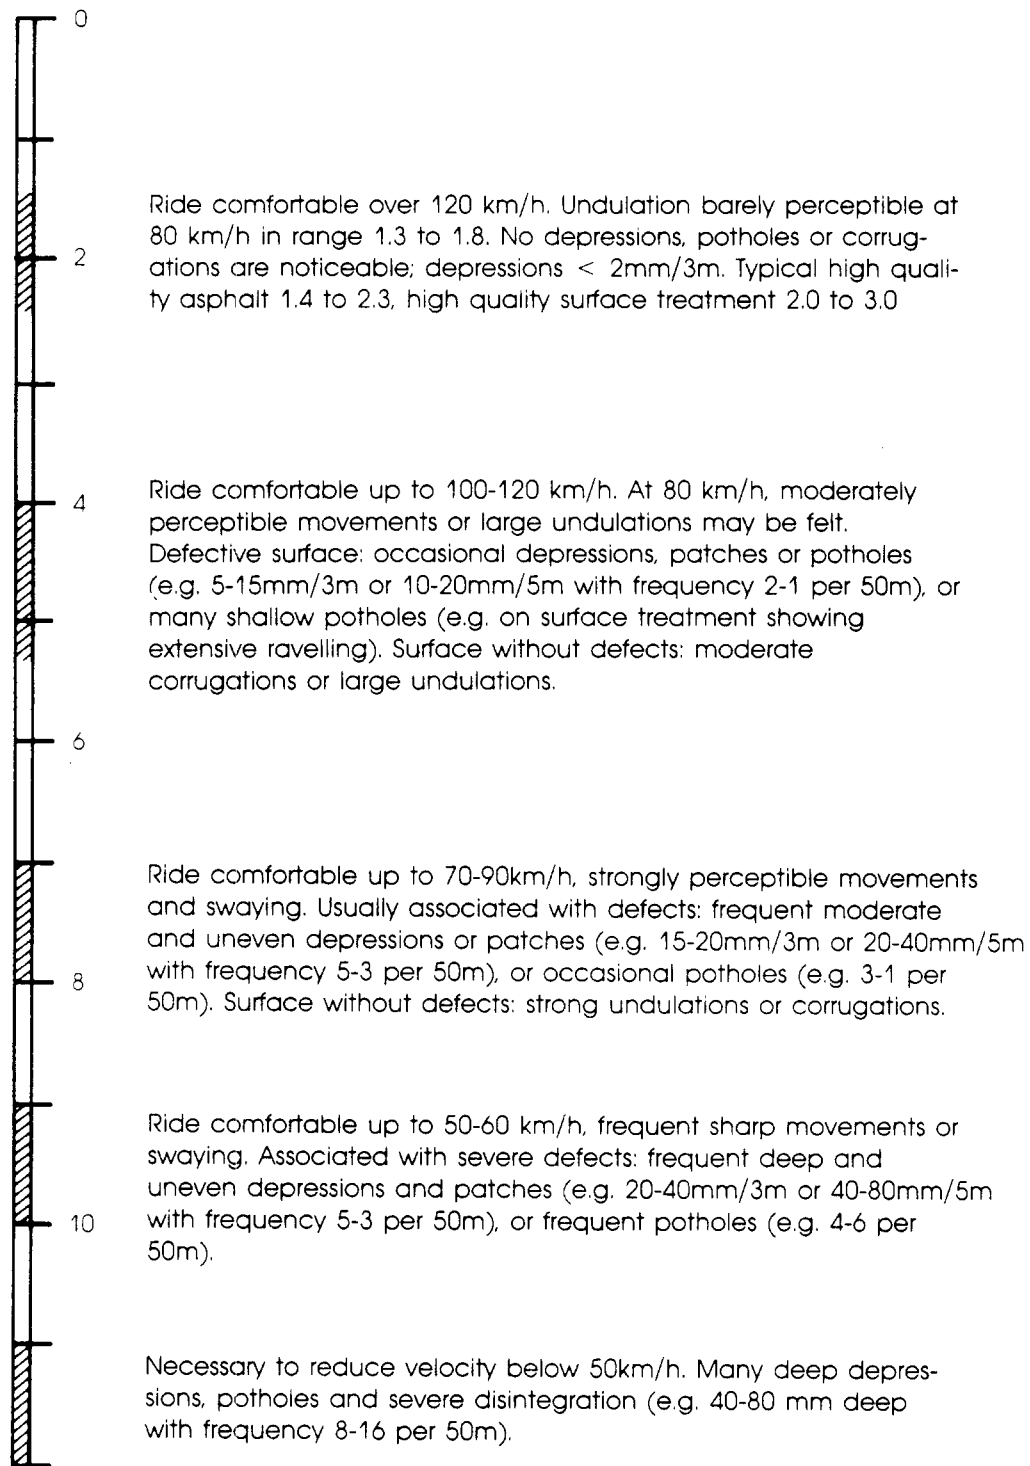 0
Ride comfortable over 120 km/h. Undulation barely perceptible at
80 km/h in range 1.3 to 1.8. No depressions, potholes or corrug-
2
ations are noticeable; depressions < 2mm/3m. Typical high quali-
ty asphalt 1.4 to 2.3, high quality surface treatment 2.0 to 3.0
Ride comfortable up to 100-120 km/h. At 80 km/h, moderately
4
perceptible movements or large undulations may be felt.
Defective surface: occasional depressions, patches or potholes
(e.g. 5-15mm/3m or 10-20mm/5m with frequency 2-1 per 50m), or
many shallow potholes (e.g. on surface treatment showing
extensive ravelling). Surface without defects: moderate
corrugations or large undulations.
6
Ride comfortable up to 70-90km/h, strongly perceptible movements
and swaying. Usually associated with defects: frequent moderate
and uneven depressions or patches (e.g. 15-20mm/3m or 20-40mm/5m
with frequency 5-3 per 50m), or occasional potholes (e.g. 3-1 per
8
50m). Surface without defects: strong undulations or corrugations.
Ride comfortable up to 50-60 km/h, frequent sharp movements or
swaying. Associated with severe defects: frequent deep and
uneven depressions and patches (e.g. 20-40mm/3m or 40-80mm/5m
10
with frequency 5-3 per 50m), or frequent potholes (e.g. 4-6 per
50m).
Necessary to reduce velocity below 50km/h. Many deep depres-
sions, potholes and severe disintegration (e.g. 40-80 mm deep
with frequency 8-16 per 50m).